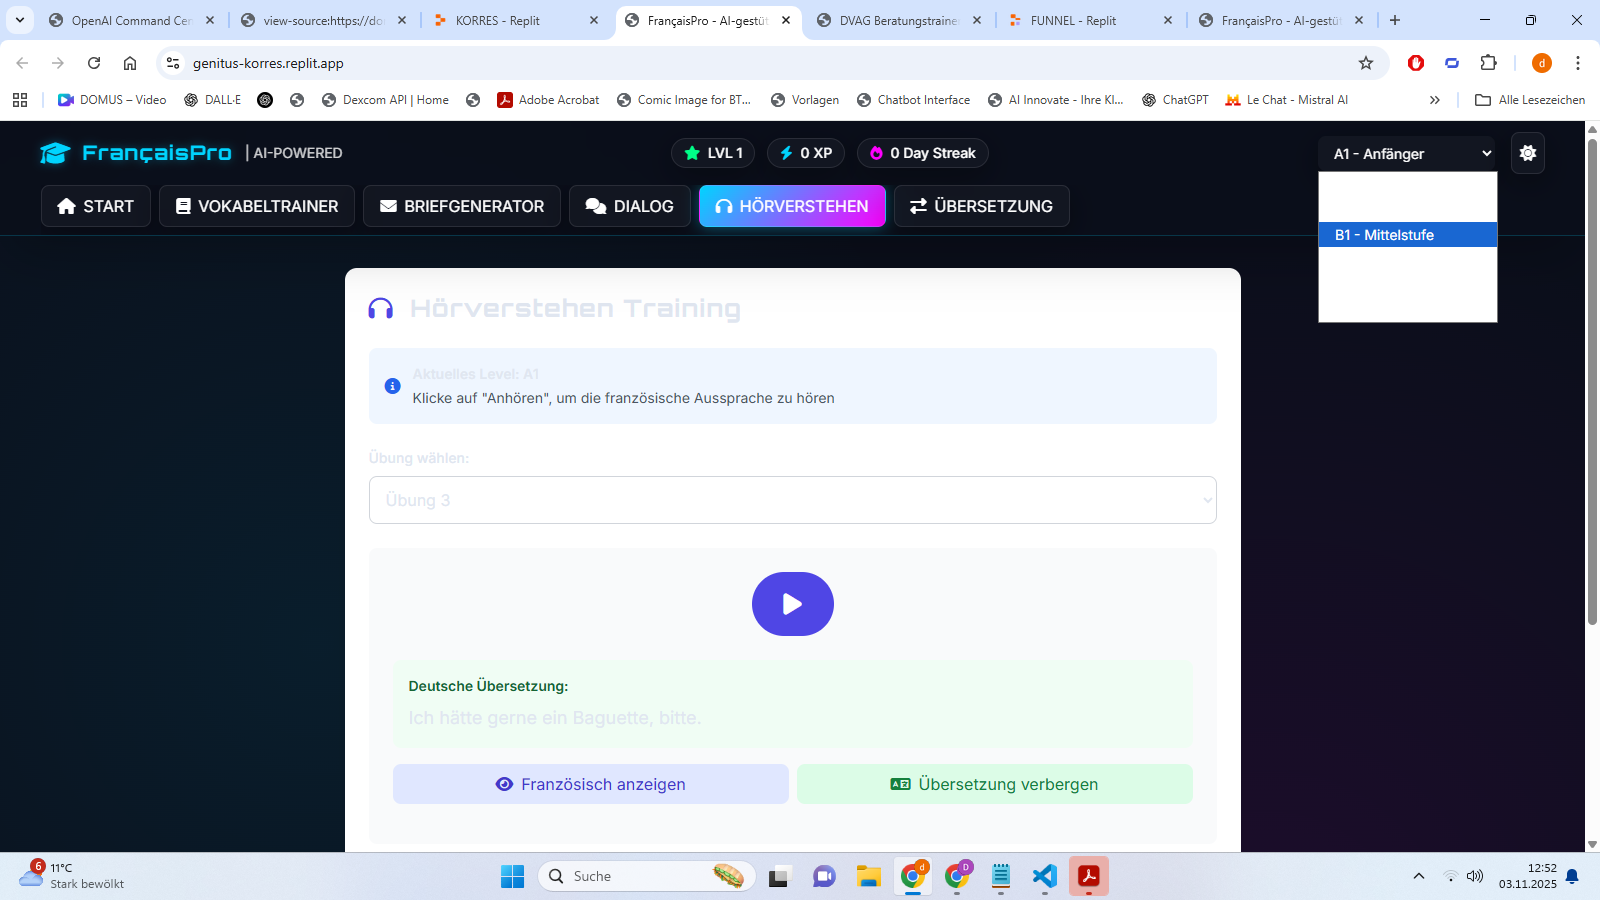 OpenAI Command Cen
view-source:https://do
KORRES - Replit
FrançaisPro - AI-gestüt
DVAG Beratungstraine
FUNNEL - Replit
FrançaisPro - AI-gestüt
genitus-korres.replit.app
d
DOMUS – Video
DALL·E
Dexcom API | Home
Adobe Acrobat
Comic Image for BT...
Vorlagen
Chatbot Interface
AI Innovate - Ihre KI...
ChatGPT
Le Chat - Mistral AI
Alle Lesezeichen
FrançaisPro | AI-POWERED
LVL 1
0 XP
0 Day Streak
A1 - Anfänger
START
VOKABELTRAINER
BRIEFGENERATOR
DIALOG
HÖRVERSTEHEN
ÜBERSETZUNG
B1 - Mittelstufe
Hörverstehen Training
Aktuelles Level: A1
Klicke auf "Anhören", um die französische Aussprache zu hören
Übung wählen:
Übung 3
Deutsche Übersetzung:
Ich hätte gerne ein Baguette, bitte.
Französisch anzeigen
Übersetzung verbergen
6
11°C
Stark bewölkt
Suche
d
D
12:52
03.11.2025